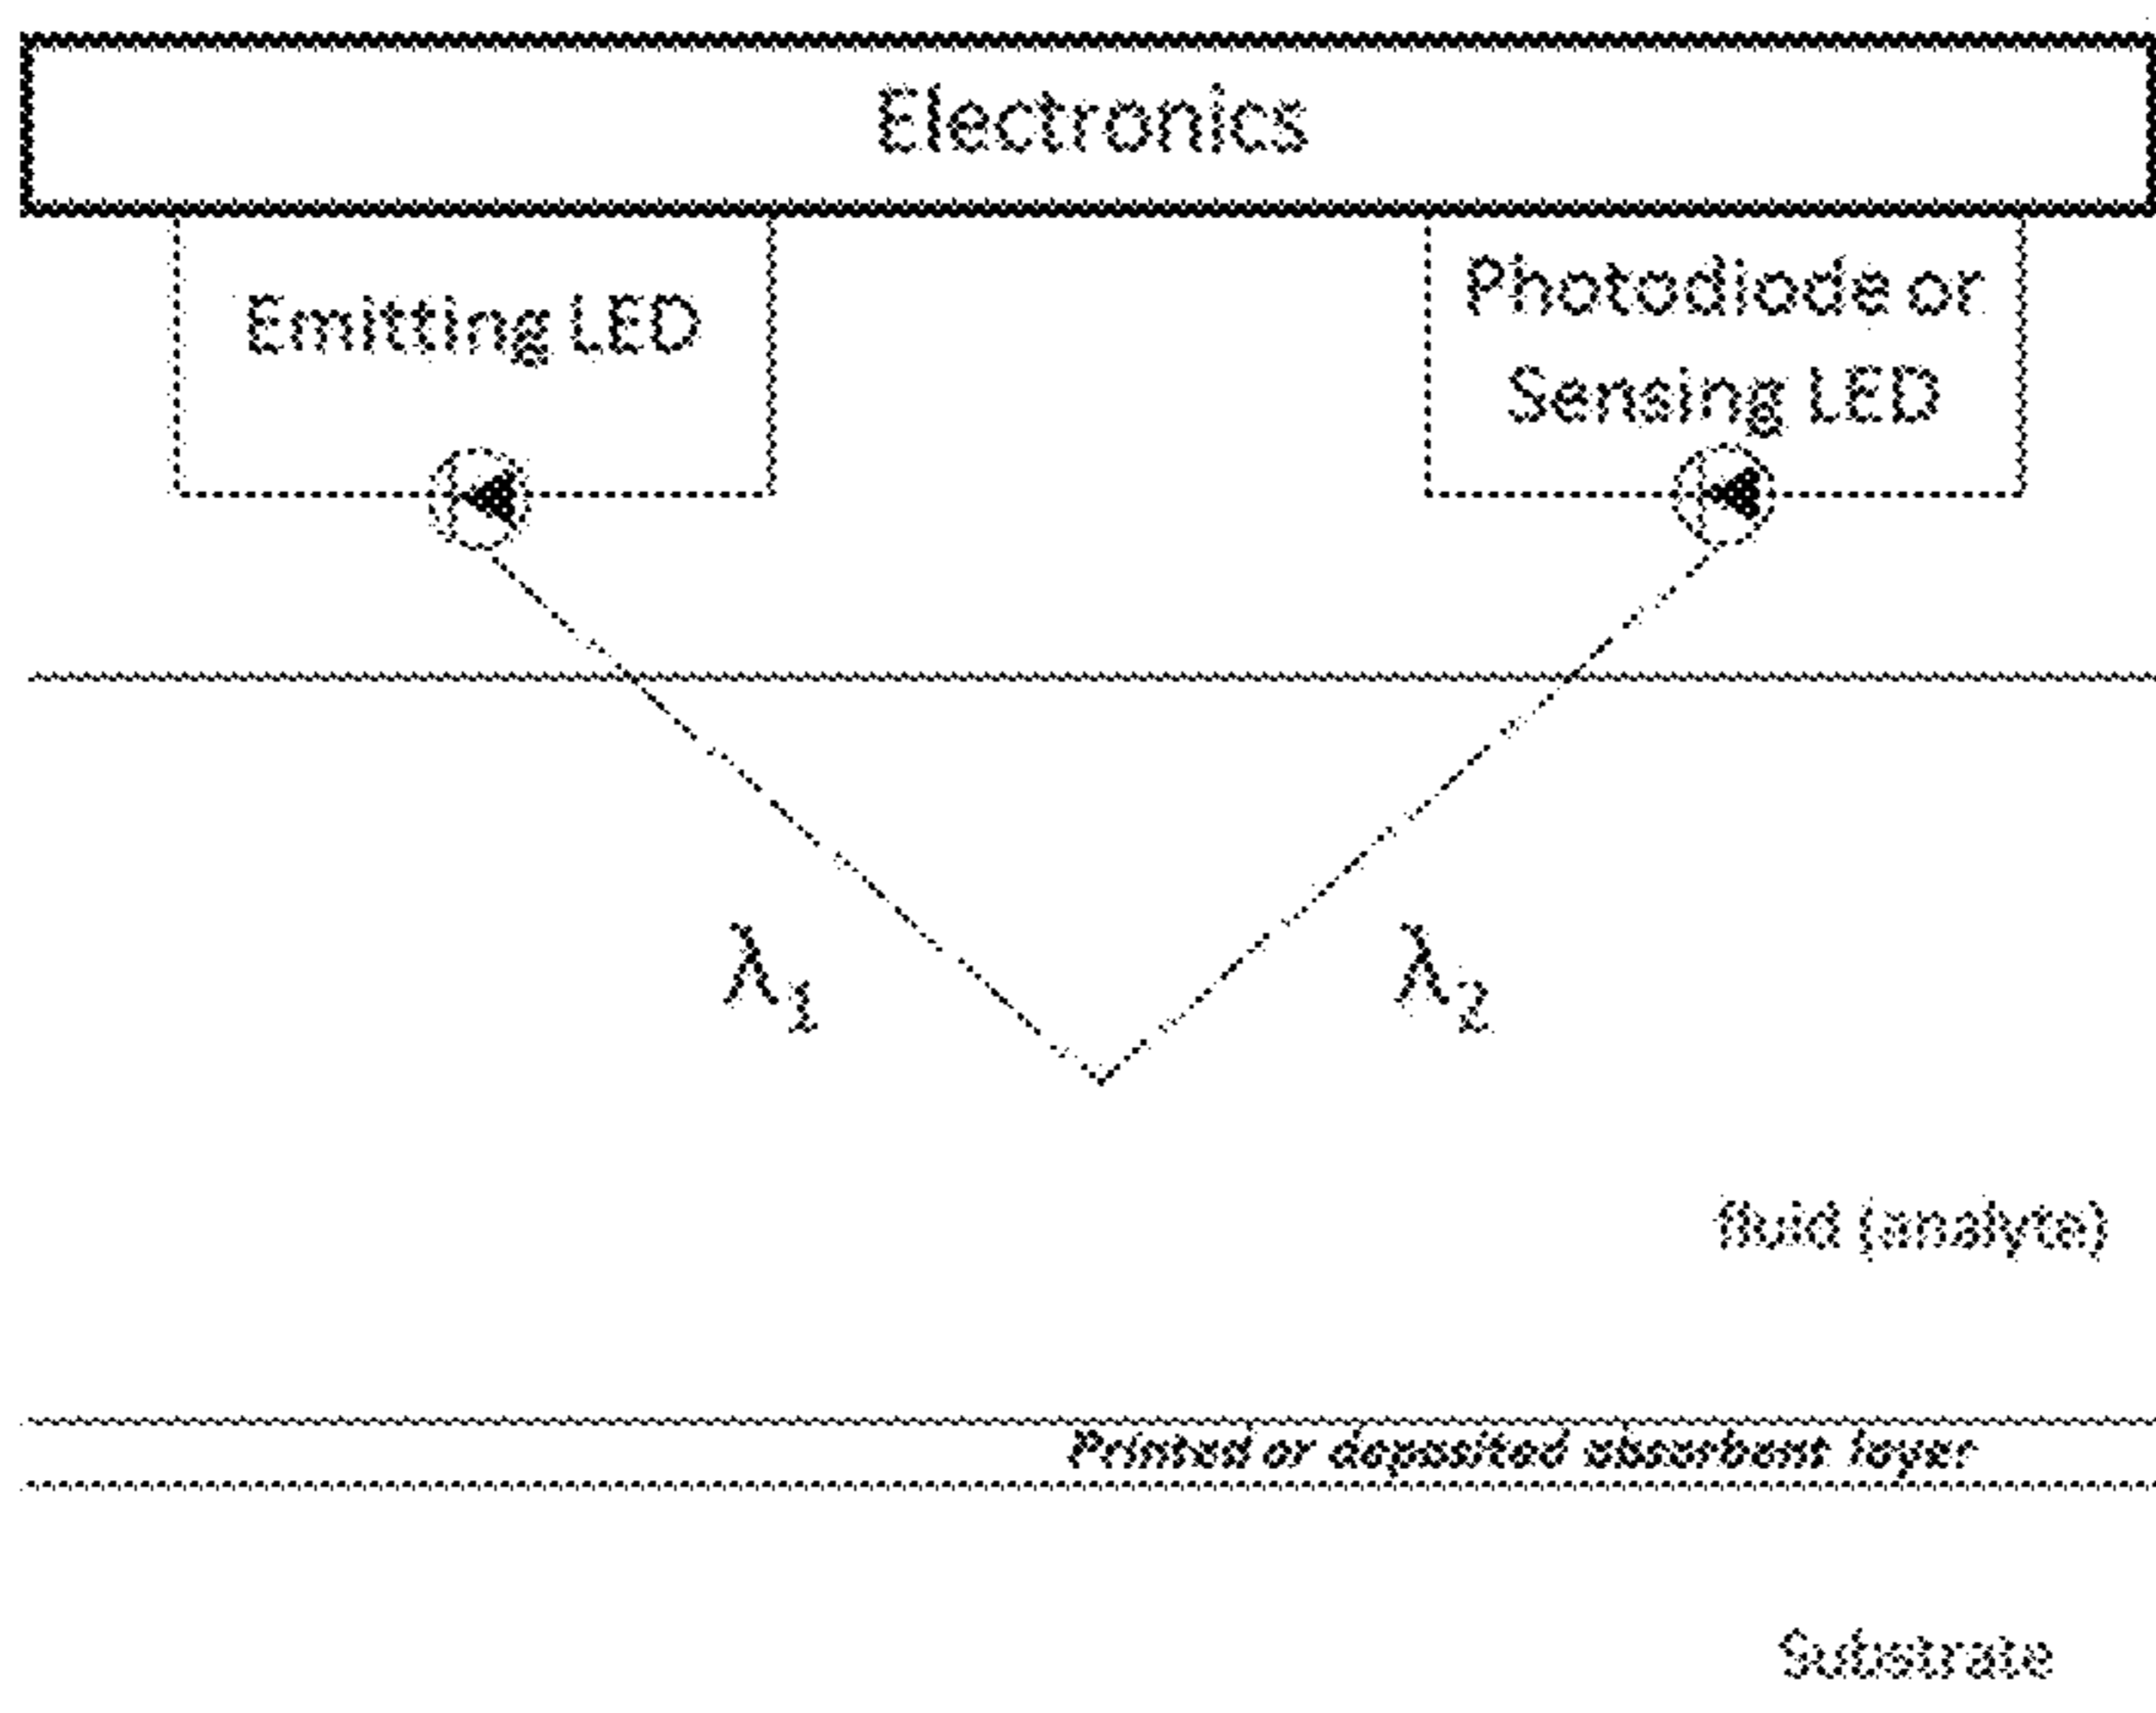 Electronics
Emitting LED
Photodiode or
Sensing LED
λ1
λ2
fluid (analyte)
Printed or deposited absorbent layer
Substrate